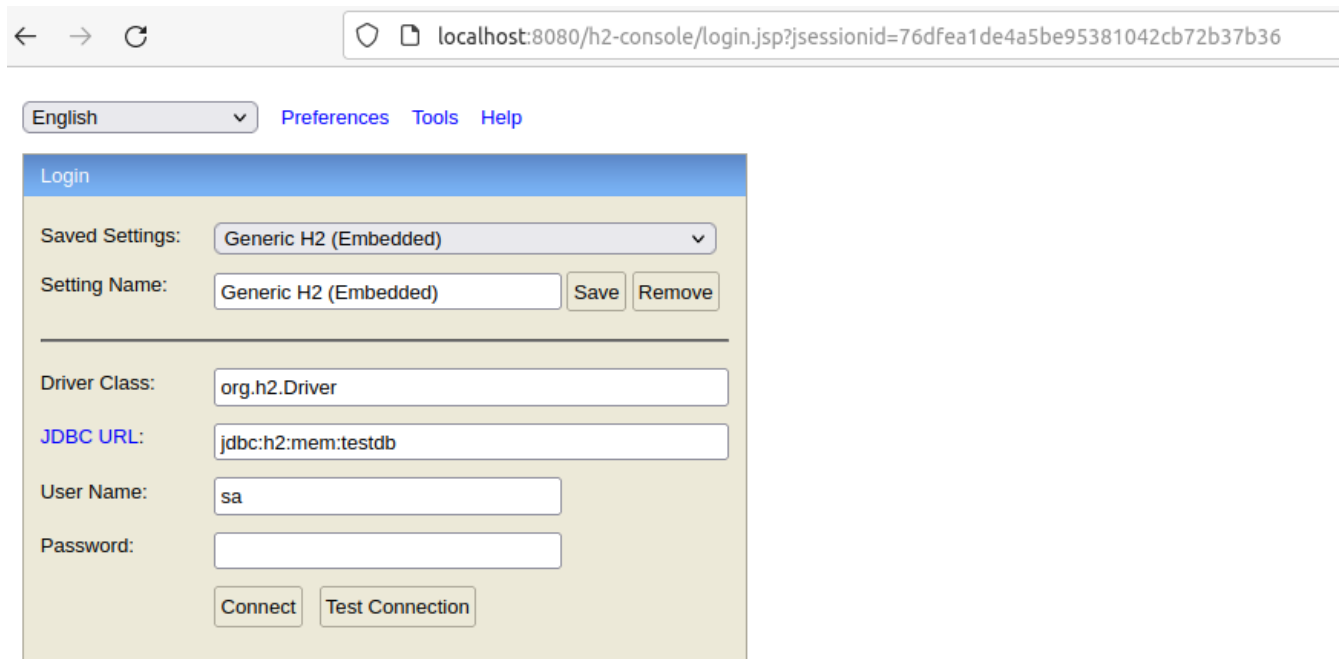 localhost:8080/h2-console/login.jsp?jsessionid=76dfea1de4a5be95381042cb72b37b36
English Preferences Tools Help
Login
Saved Settings: Generic H2 (Embedded)
Setting Name: Generic H2 (Embedded) Save Remove
Driver Class: org.h2.Driver
JDBC URL: jdbc:h2:mem:testdb
User Name: sa
Password:
Connect Test Connection